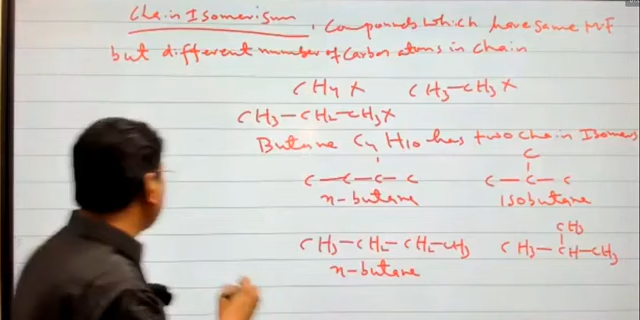 Chain Isomerism, Compounds which have same M.F
but different number of Carbon atoms in chain
CH4 X CH3-CH3 X
CH3-CH2-CH3 X
Butane C4H10 has two chain Isomers
C
C-C-C-C C-C-C
n-butane isobutane
CH3
CH3-CH2-CH2-CH3 CH3-CH-CH3
n-butane